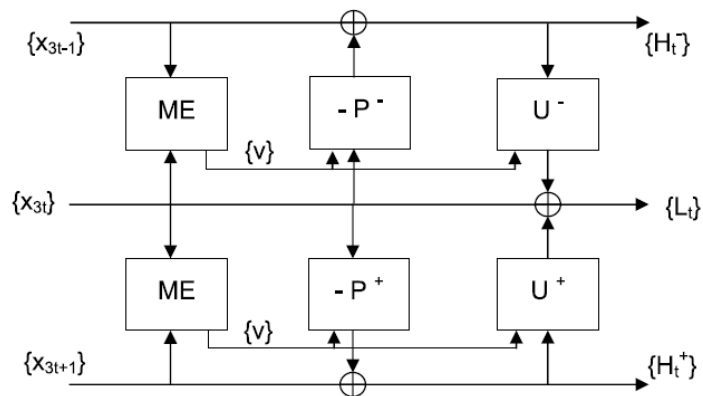 {x3t-1} {Ht-}
ME - P - U -
{v}
{x3t} {Lt}
ME - P + U +
{v}
{x3t+1} {Ht+}